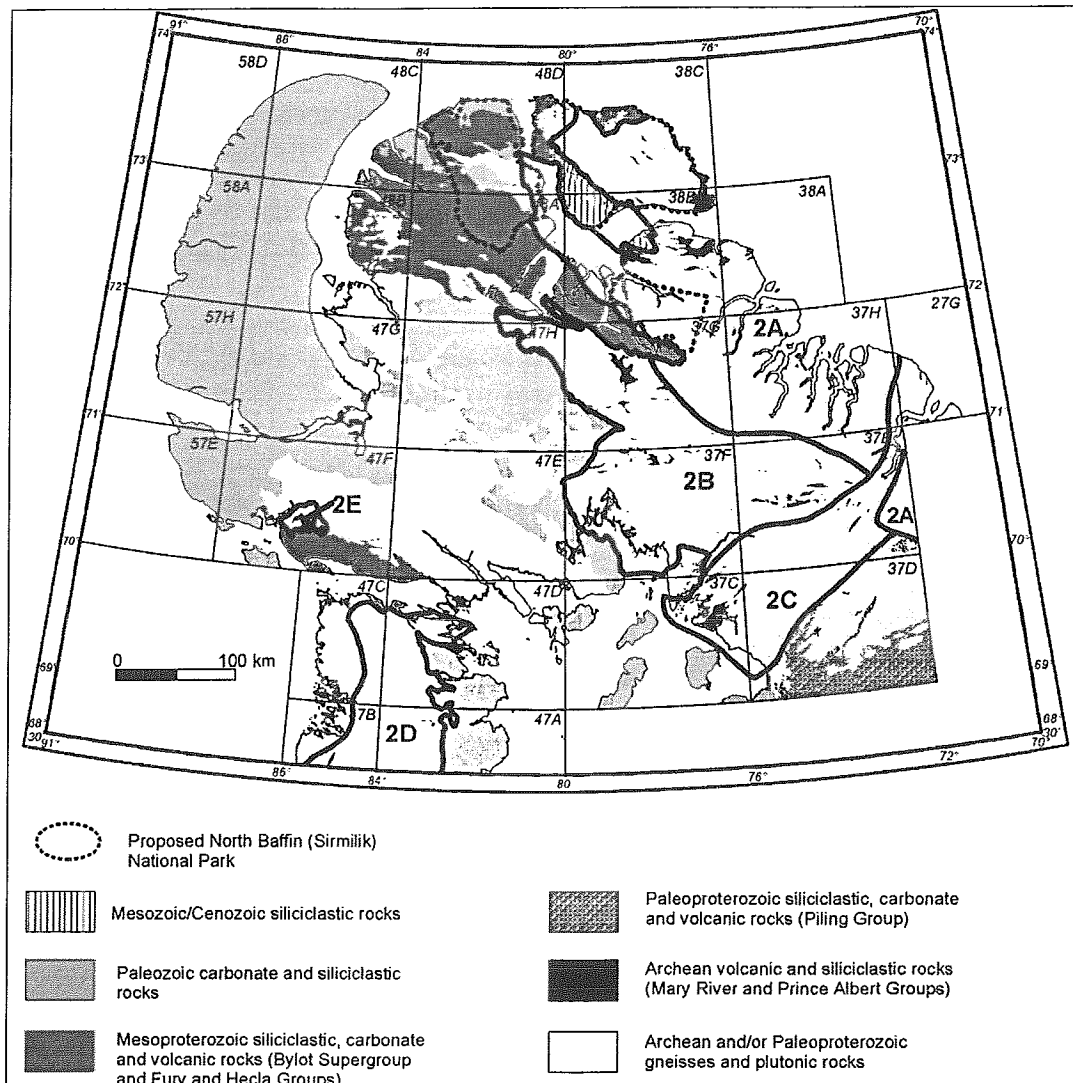 91°
74°
86°
84
80°
76°
70°
74°
58D
48C
48D
38C
73
73
58A
38B
38A
72°
72
57H
47G
47H
37G
2A
37H
27G
71°
71°
57E
47F
47E
37F
2B
2E
2A
70°
70°
47C
47D
37C
2C
37D
0 100 km
69°
69
7B
2D
47A
68°
30'
91°
86°
84°
80
76°
72°
70°
68°
30'
Proposed North Baffin (Sirmilik)
National Park
Mesozoic/Cenozoic siliciclastic rocks
Paleozoic carbonate and siliciclastic
rocks
Mesoproterozoic siliciclastic, carbonate
and volcanic rocks (Bylot Supergroup
and Fury and Hecla Groups)
Paleoproterozoic siliciclastic, carbonate
and volcanic rocks (Piling Group)
Archean volcanic and siliciclastic rocks
(Mary River and Prince Albert Groups)
Archean and/or Paleoproterozoic
gneisses and plutonic rocks